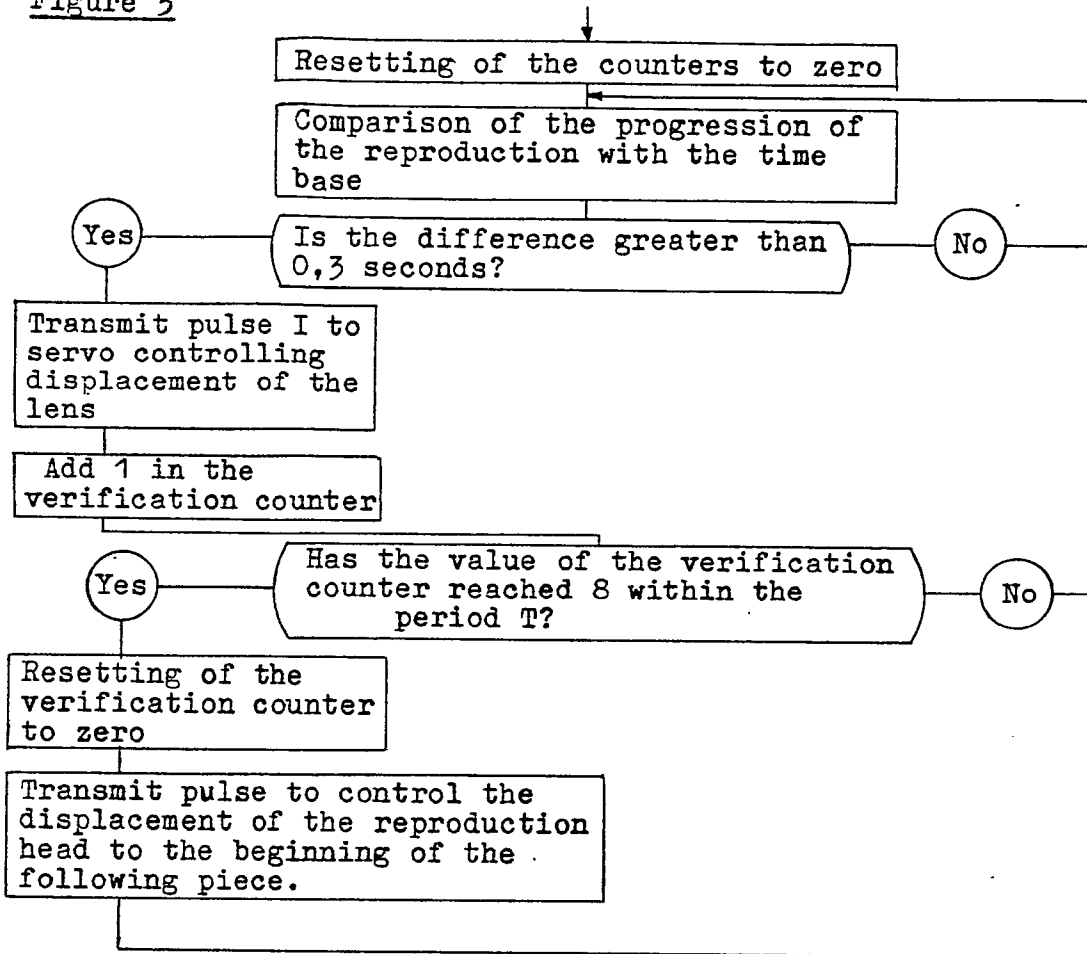 Figure 3
Resetting of the counters to zero
Comparison of the progression of
the reproduction with the time
base
Yes
Is the difference greater than
0,3 seconds?
No
Transmit pulse I to
servo controlling
displacement of the
lens
Add 1 in the
verification counter
Yes
Has the value of the verification
counter reached 8 within the
period T?
No
Resetting of the
verification counter
to zero
Transmit pulse to control the
displacement of the reproduction
head to the beginning of the
following piece.